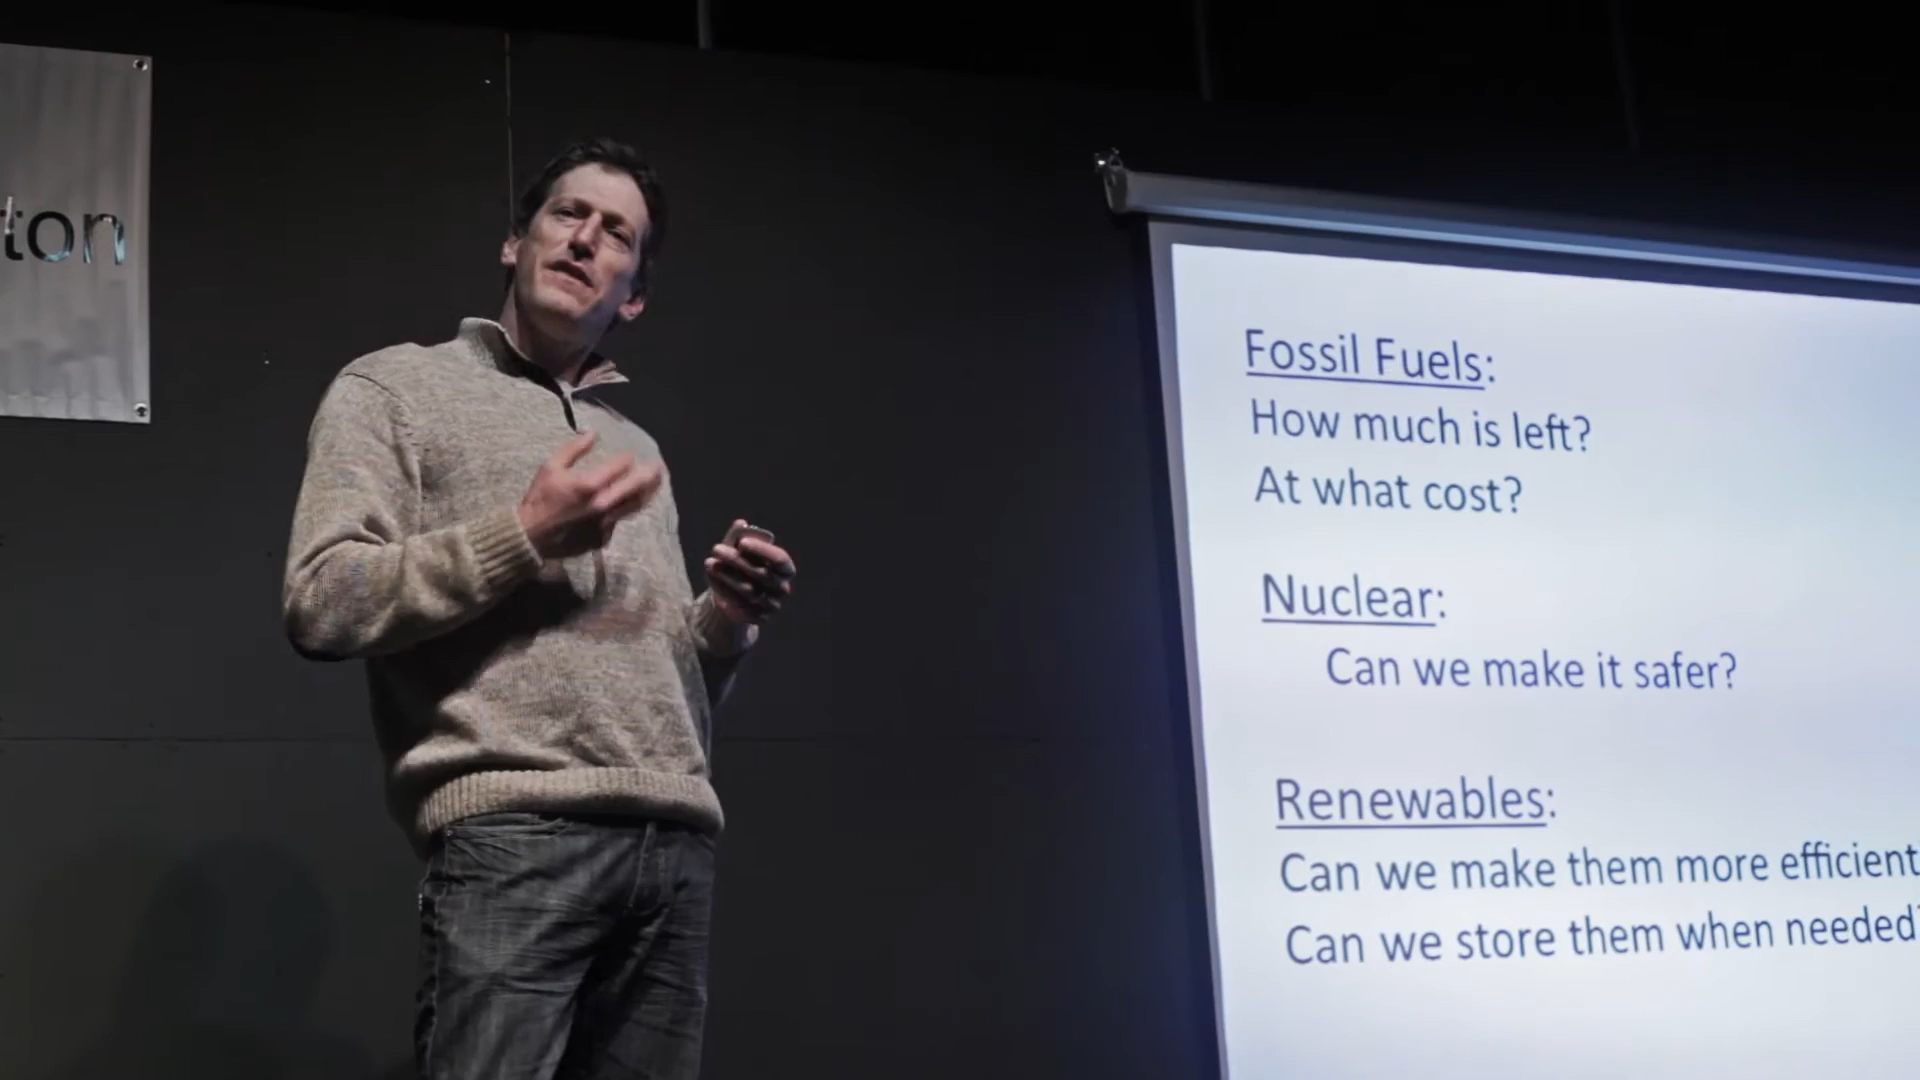 ton
Fossil Fuels:
How much is left?
At what cost?
Nuclear:
Can we make it safer?
Renewables:
Can we make them more efficient
Can we store them when needed?